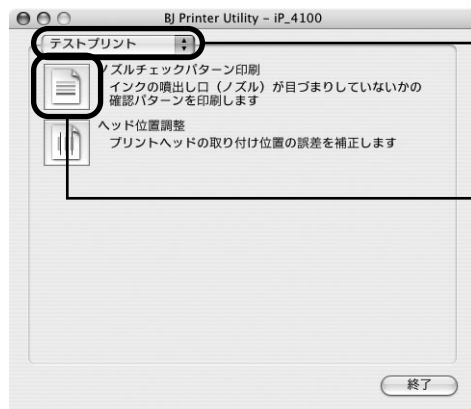 BJ Printer Utility – iP_4100
テストプリント
ノズルチェックパターン印刷
インクの噴出し口（ノズル）が目づまりしていないかの
確認パターンを印刷します
ヘッド位置調整
プリントヘッドの取り付け位置の誤差を補正します
終了